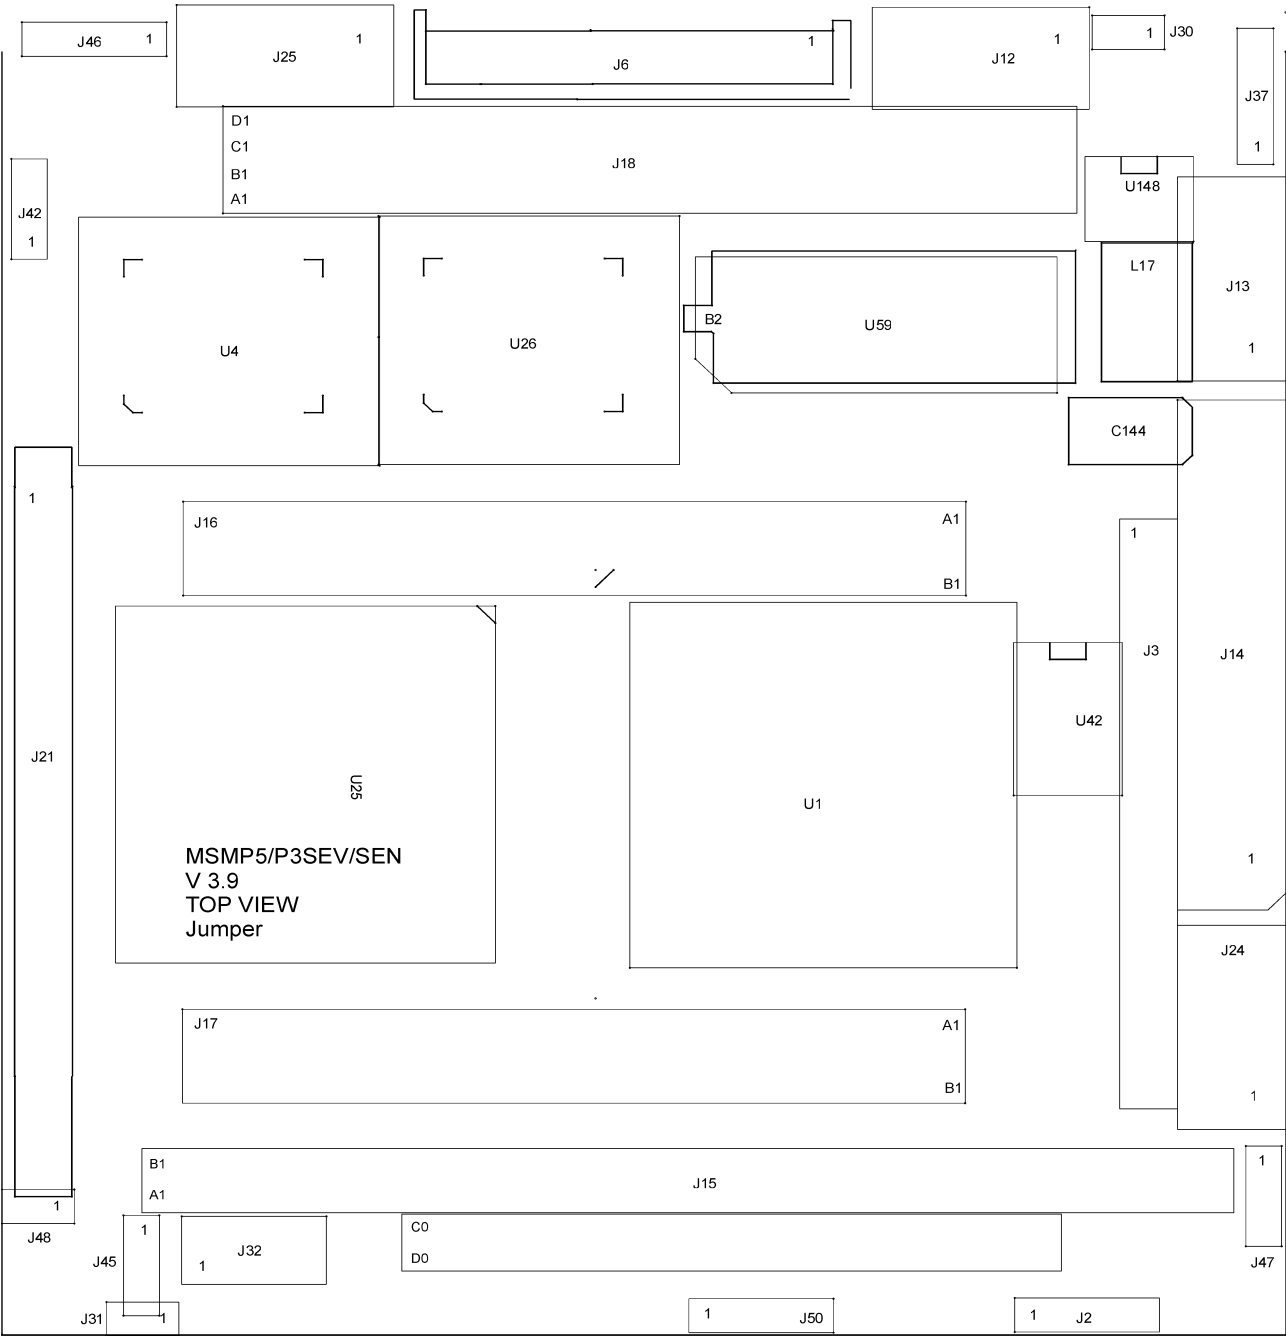 J46 1
J25 1
J6 1
J12 1
1 J30
J37
1
D1
C1
B1
A1
J18
J42
1
U148
L17
J13
1
U4
U26
B2
U59
C144
1
J21
J16
A1
B1
1
J3
J14
1
U42
U25
U1
MSMP5/P3SEV/SEN
V 3.9
TOP VIEW
Jumper
J24
1
J17
A1
B1
B1
A1
J15
1
J48
1
J45
J32
1
C0
D0
1
J47
J31 1
1 J50
1 J2